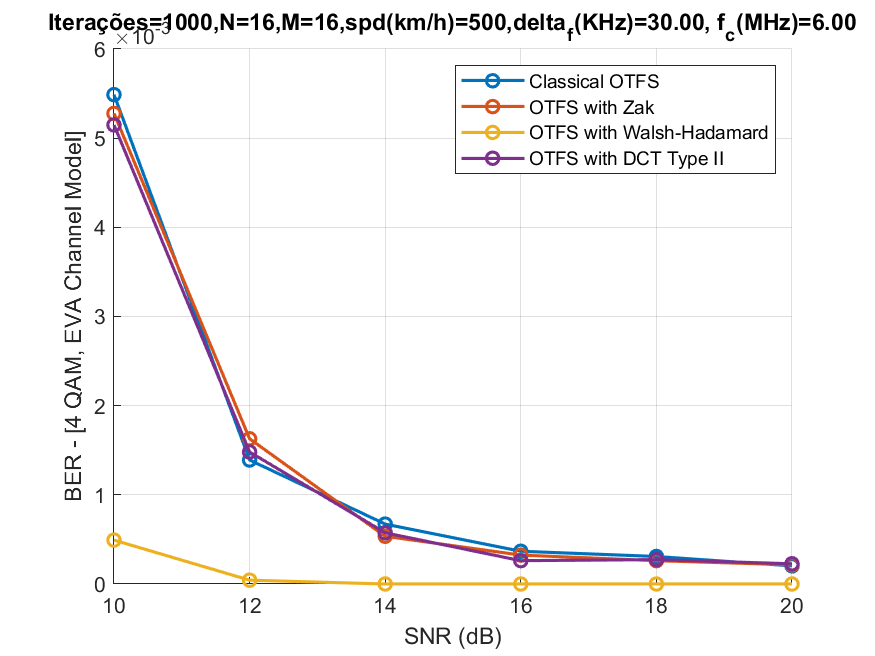 Iterações=1000,N=16,M=16,spd(km/h)=500,delta_f(KHz)=30.00, f_c(MHz)=6.00
×10^-3
6
5
4
3
2
1
0
BER - [4 QAM, EVA Channel Model]
Classical OTFS
OTFS with Zak
OTFS with Walsh-Hadamard
OTFS with DCT Type II
10 12 14 16 18 20
SNR (dB)